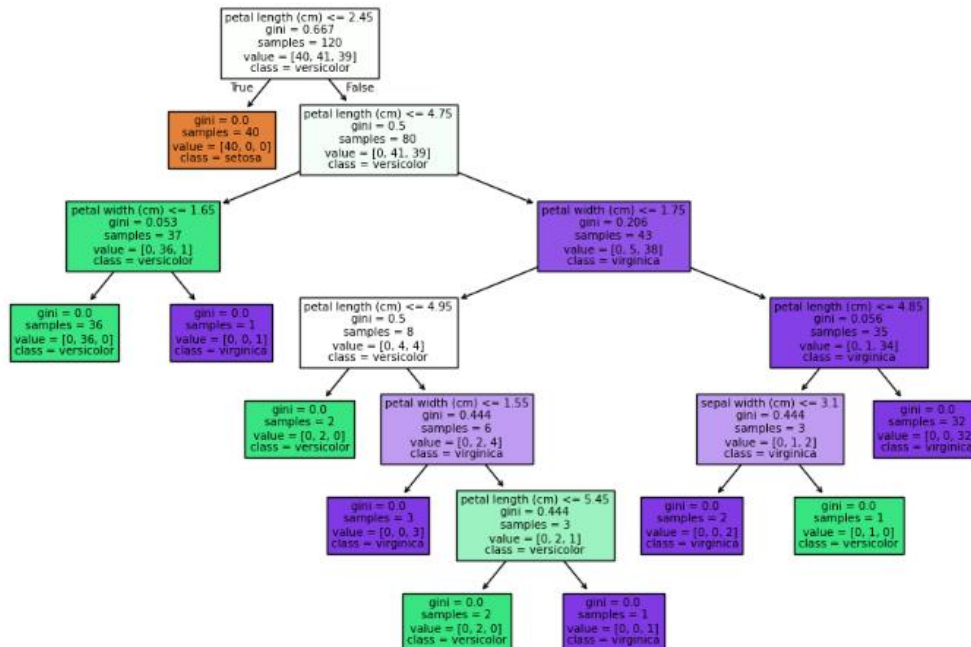 petal length (cm) <= 2.45
gini = 0.667
samples = 120
value = [40, 41, 39]
class = versicolor
True
False
gini = 0.0
samples = 40
value = [40, 0, 0]
class = setosa
petal length (cm) <= 4.75
gini = 0.5
samples = 80
value = [0, 41, 39]
class = versicolor
petal width (cm) <= 1.65
gini = 0.053
samples = 37
value = [0, 36, 1]
class = versicolor
petal width (cm) <= 1.75
gini = 0.206
samples = 43
value = [0, 5, 38]
class = virginica
gini = 0.0
samples = 36
value = [0, 36, 0]
class = versicolor
gini = 0.0
samples = 1
value = [0, 0, 1]
class = virginica
petal length (cm) <= 4.95
gini = 0.5
samples = 8
value = [0, 4, 4]
class = versicolor
petal length (cm) <= 4.85
gini = 0.056
samples = 35
value = [0, 1, 34]
class = virginica
gini = 0.0
samples = 2
value = [0, 2, 0]
class = versicolor
petal width (cm) <= 1.55
gini = 0.444
samples = 6
value = [0, 2, 4]
class = virginica
sepal width (cm) <= 3.1
gini = 0.444
samples = 3
value = [0, 1, 2]
class = virginica
gini = 0.0
samples = 32
value = [0, 0, 32]
class = virginica
gini = 0.0
samples = 3
value = [0, 0, 3]
class = virginica
petal length (cm) <= 5.45
gini = 0.444
samples = 3
value = [0, 2, 1]
class = versicolor
gini = 0.0
samples = 2
value = [0, 0, 2]
class = virginica
gini = 0.0
samples = 1
value = [0, 1, 0]
class = versicolor
gini = 0.0
samples = 2
value = [0, 2, 0]
class = versicolor
gini = 0.0
samples = 1
value = [0, 0, 1]
class = virginica